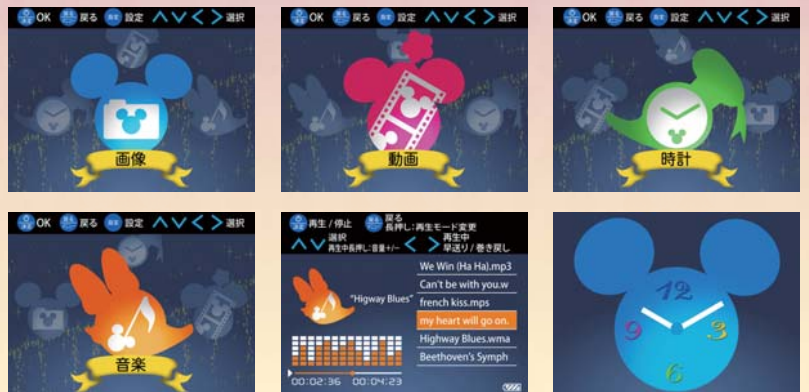 OK 戻る 設定 選択
画像
OK 戻る 設定 選択
動画
OK 戻る 設定 選択
時計
OK 戻る 設定 選択
音楽
再生/停止 戻る
長押し:再生モード変更
選択
再生中長押し:音量+/−
再生中
早送り/巻き戻し
"Higway Blues"
We Win (Ha Ha).mp3
Can't be with you.w
french kiss.mps
my heart will go on.
Highway Blues.wma
Beethoven's Symph
00:02:36 00:04:23
12
9 3
6